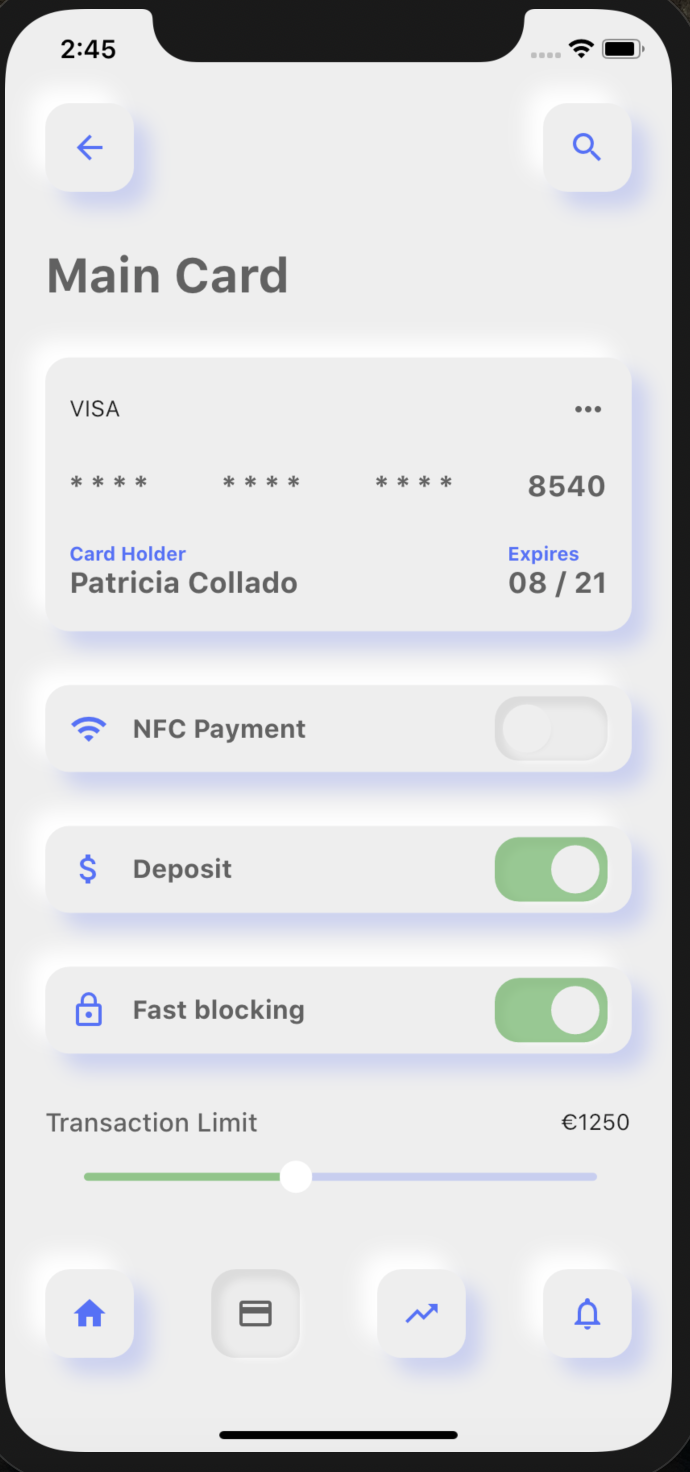 2:45
Main Card
VISA
* * * * * * * * * * * * 8540
Card Holder Expires
Patricia Collado 08 / 21
NFC Payment
Deposit
Fast blocking
Transaction Limit €1250